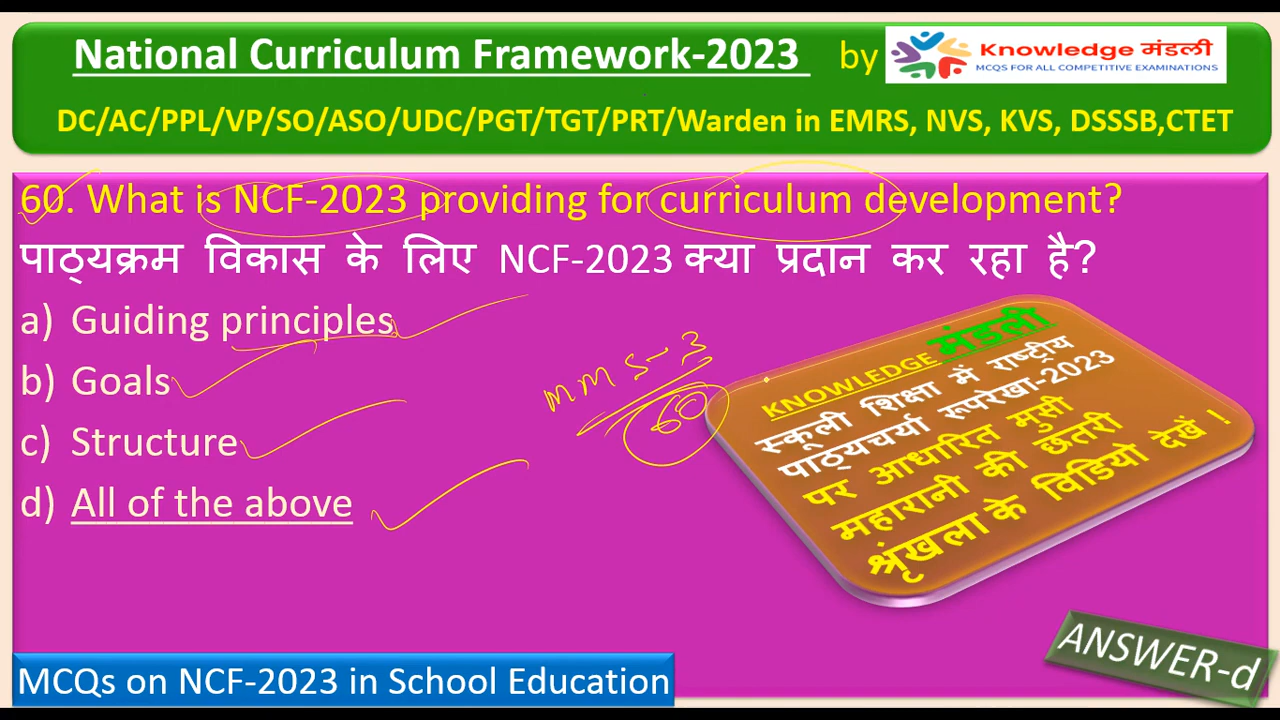 National Curriculum Framework-2023 by Knowledge मंडली
MCQS FOR ALL COMPETITIVE EXAMINATIONS
DC/AC/PPL/VP/SO/ASO/UDC/PGT/TGT/PRT/Warden in EMRS, NVS, KVS, DSSSB,CTET
60. What is NCF-2023 providing for curriculum development?
पाठ्यक्रम विकास के लिए NCF-2023 क्या प्रदान कर रहा है?
a) Guiding principles
b) Goals
c) Structure
d) All of the above
MMS-3
60
KNOWLEDGE मंडली
स्कूली शिक्षा में राष्ट्रीय
पाठ्यचर्या रूपरेखा-2023
पर आधारित मुसी
महारानी की छतरी
श्रृंखला के विडियो देखें ।
ANSWER-d
MCQs on NCF-2023 in School Education